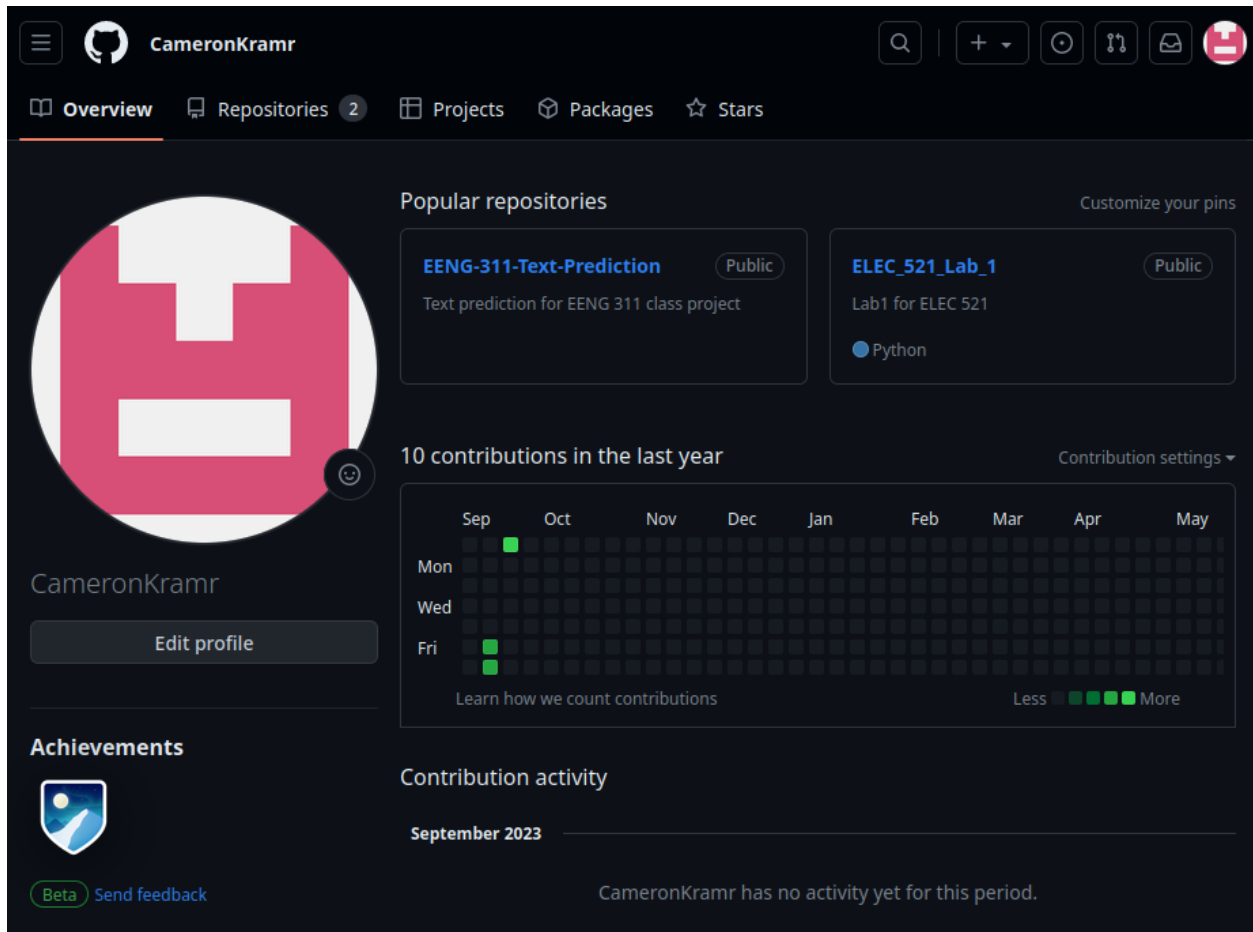 CameronKramr
Overview Repositories 2 Projects Packages Stars
Popular repositories
Customize your pins
EENG-311-Text-Prediction Public
Text prediction for EENG 311 class project
ELEC_521_Lab_1 Public
Lab1 for ELEC 521
Python
CameronKramr
Edit profile
Achievements
Beta Send feedback
10 contributions in the last year
Contribution settings
Sep Oct Nov Dec Jan Feb Mar Apr May
Mon
Wed
Fri
Learn how we count contributions
Less More
Contribution activity
September 2023
CameronKramr has no activity yet for this period.